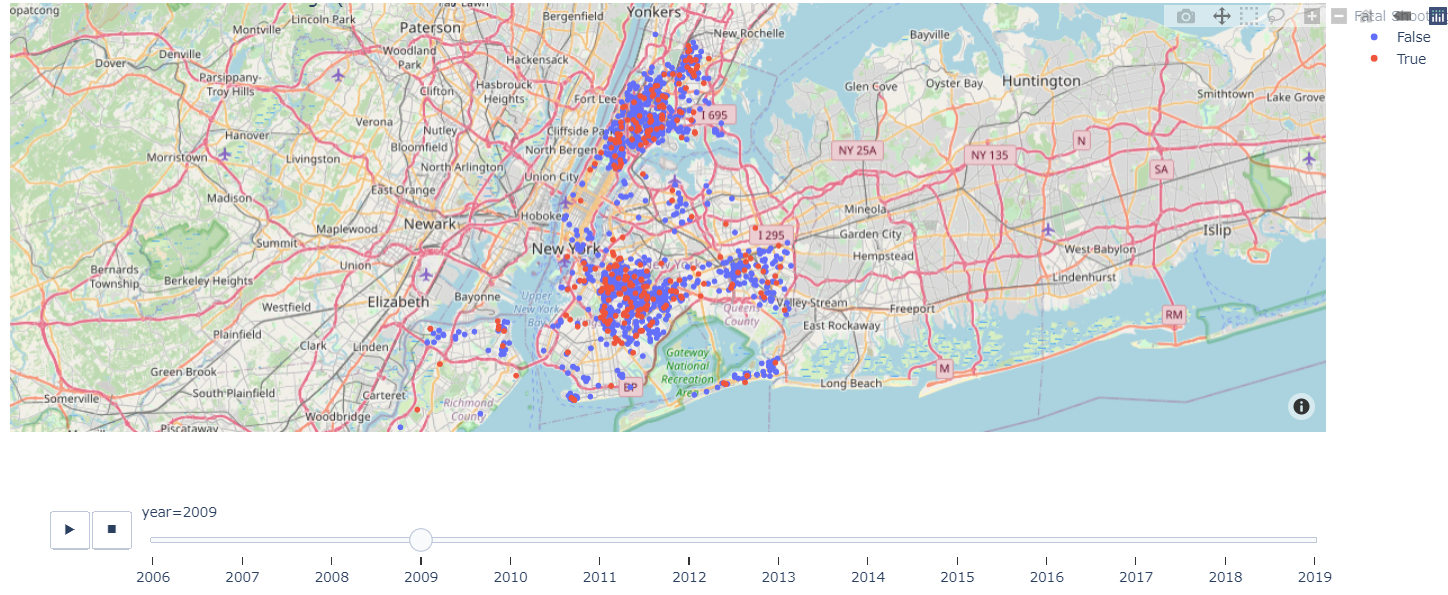 opatcong
Lincoln Park
Paterson
Bergenfield
Yonkers
Montville
New Rochelle
Bayville
Fatal Shoot
Dover
Denville
Woodland
Park
Hackensack
False
Parsippany-
Troy Hills
Clifton
Hasbrouck
Heights
Fort Lee
Glen Cove
Oyster Bay
Huntington
Smithtown
Lake Grove
True
Hanover
Verona
Nutley
Cliffside Pa
I 695
Bloomfield
North Bergen
NY 25A
NY 135
N
Morristown
Livingston
North Arlington
Union City
SA
Madison
East Orange
Newark
Hoboke
Mineola
Summit
Maplewood
New York
I 295
Garden City
Islip
Bernards
Township
Berkeley Heights
Union
Hempstead
West Babylon
Lindenhurst
Westfield
Elizabeth
Bayonne
Upper
New York
Bay
Queens
County
Valley Stream
Freeport
RM
Plainfield
Clark
Linden
East Rockaway
Green Brook
Gateway
National
Recreation
Area
M
Somerville
South Plainfield
Carteret
BP
Long Beach
Woodbridge
Richmond
County
Piscataway
year=2009
2006 2007 2008 2009 2010 2011 2012 2013 2014 2015 2016 2017 2018 2019